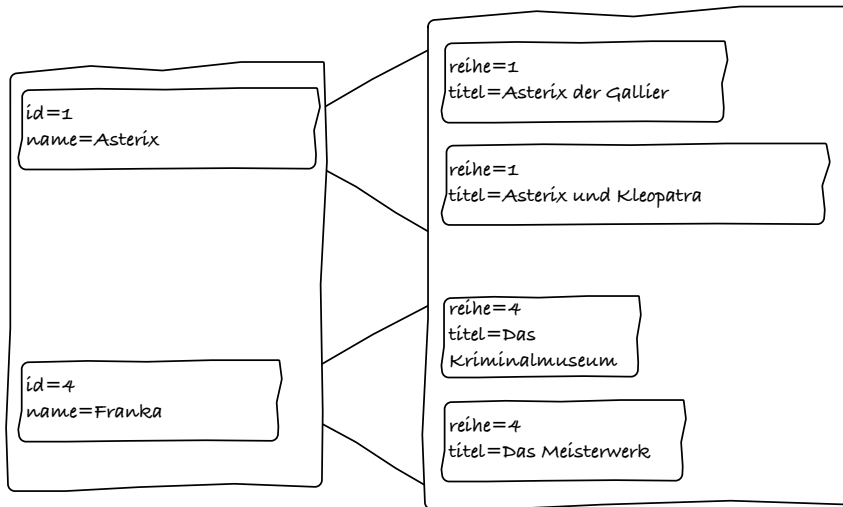 id=1
name=Asterix
id=4
name=Franka
reihe=1
titel=Asterix der Gallier
reihe=1
titel=Asterix und Kleopatra
reihe=4
titel=Das
Kriminalmuseum
reihe=4
titel=Das Meisterwerk